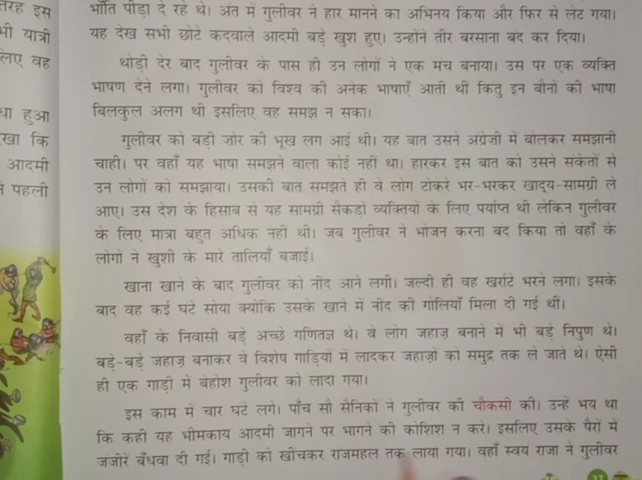 तरह इस
भी यात्री
लिए वह
धा हुआ
रखा कि
आदमी
ने पहली
भाँति पीड़ा दे रहे थे। अंत में गुलीवर ने हार मानने का अभिनय किया और फिर से लेट गया।
यह देख सभी छोटे कदवाले आदमी बड़े खुश हुए। उन्होंने तीर बरसाना बंद कर दिया।
थोड़ी देर बाद गुलीवर के पास ही उन लोगों ने एक मंच बनाया। उस पर एक व्यक्ति
भाषण देने लगा। गुलीवर को विश्व की अनेक भाषाएँ आती थीं किंतु इन बौनों की भाषा
बिलकुल अलग थी इसलिए वह समझ न सका।
गुलीवर को बड़ी ज़ोर की भूख लग आई थी। यह बात उसने अंग्रेज़ी में बोलकर समझानी
चाही। पर वहाँ यह भाषा समझने वाला कोई नहीं था। हारकर इस बात को उसने संकेतों से
उन लोगों को समझाया। उसकी बात समझते ही वे लोग टोकरे भर-भरकर खाद्य-सामग्री ले
आए। उस देश के हिसाब से यह सामग्री सैकड़ों व्यक्तियों के लिए पर्याप्त थी लेकिन गुलीवर
के लिए मात्रा बहुत अधिक नहीं थी। जब गुलीवर ने भोजन करना बंद किया तो वहाँ के
लोगों ने खुशी के मारे तालियाँ बजाईं।
खाना खाने के बाद गुलीवर को नींद आने लगी। जल्दी ही वह खर्राटे भरने लगा। इसके
बाद वह कई घंटे सोया क्योंकि उसके खाने में नींद की गोलियाँ मिला दी गई थीं।
वहाँ के निवासी बड़े अच्छे गणितज्ञ थे। वे लोग जहाज़ बनाने में भी बड़े निपुण थे।
बड़े-बड़े जहाज़ बनाकर वे विशेष गाड़ियों में लादकर जहाज़ों को समुद्र तक ले जाते थे। ऐसी
ही एक गाड़ी में बेहोश गुलीवर को लादा गया।
इस काम में चार घंटे लगे। पाँच सौ सैनिकों ने गुलीवर की चौकसी की। उन्हें भय था
कि कहीं यह भीमकाय आदमी जागने पर भागने की कोशिश न करे। इसलिए उसके पैरों में
जंजीरें बँधवा दी गईं। गाड़ी को खींचकर राजमहल तक लाया गया। वहाँ स्वयं राजा ने गुलीवर